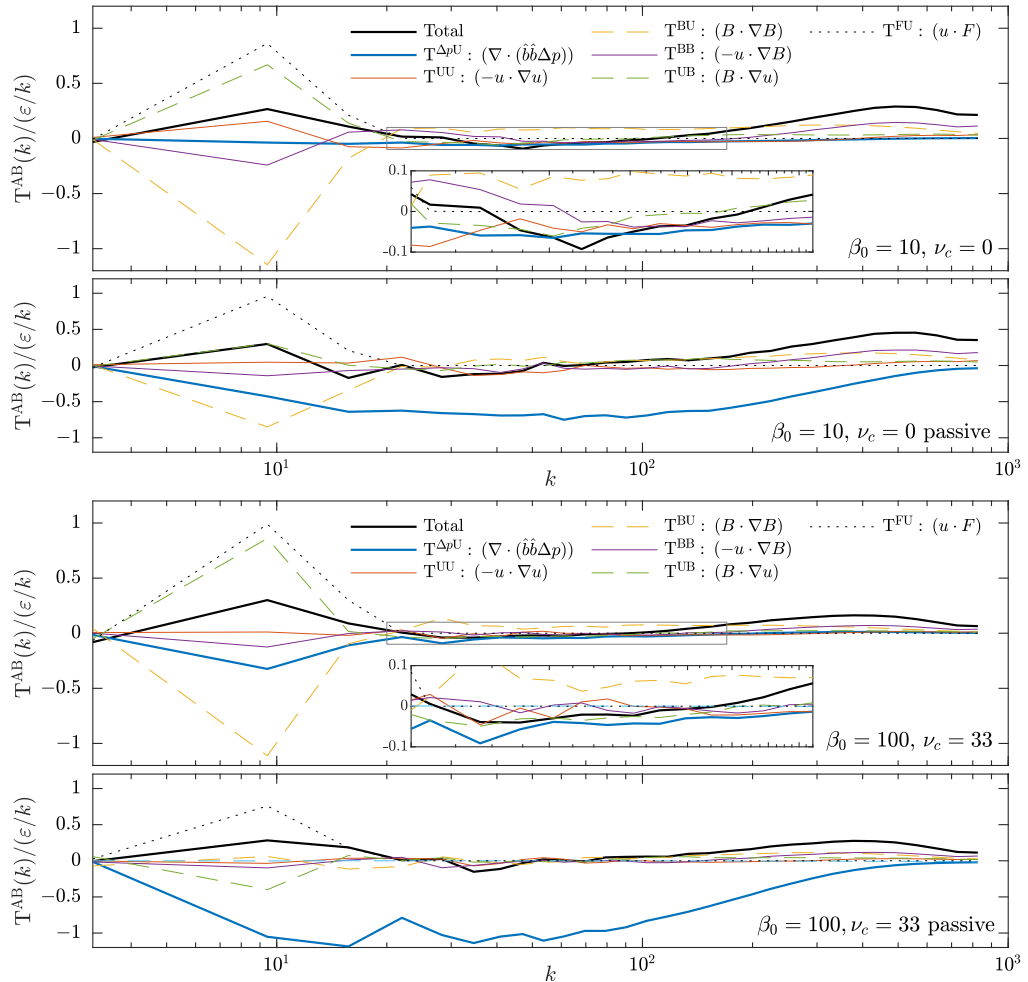 1
0.5
0
−0.5
−1
T^AB(k)/(ε/k)
Total
T^ΔpU : (∇ · (b̂b̂Δp))
T^UU : (−u · ∇u)
T^BU : (B · ∇B)
T^BB : (−u · ∇B)
T^UB : (B · ∇u)
T^FU : (u · F)
0.1
0
−0.1
β₀ = 10, ν_c = 0
1
0.5
0
−0.5
−1
T^AB(k)/(ε/k)
β₀ = 10, ν_c = 0 passive
10¹
10²
10³
k
1
0.5
0
−0.5
−1
T^AB(k)/(ε/k)
Total
T^ΔpU : (∇ · (b̂b̂Δp))
T^UU : (−u · ∇u)
T^BU : (B · ∇B)
T^BB : (−u · ∇B)
T^UB : (B · ∇u)
T^FU : (u · F)
0.1
0
−0.1
β₀ = 100, ν_c = 33
1
0.5
0
−0.5
−1
T^AB(k)/(ε/k)
β₀ = 100, ν_c = 33 passive
10¹
10²
10³
k